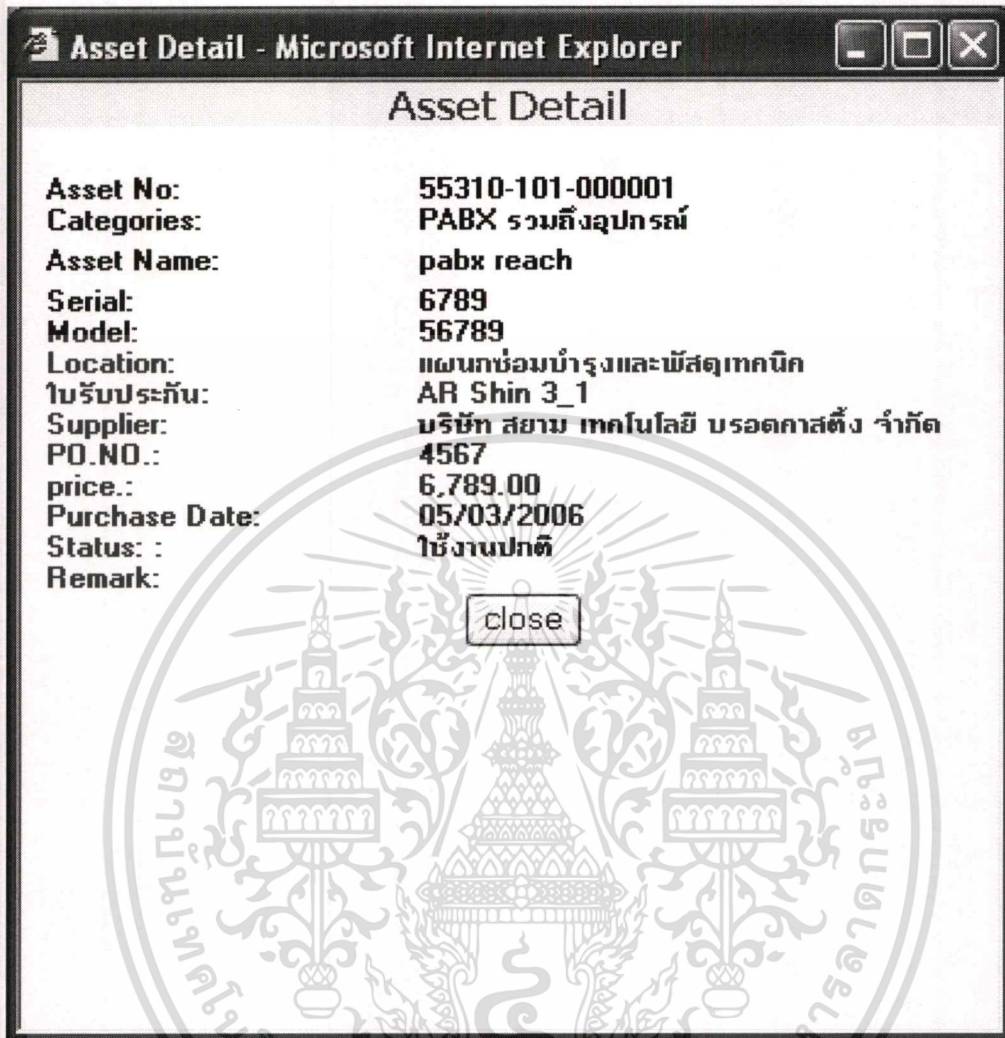 Asset Detail - Microsoft Internet Explorer
Asset Detail
Asset No: 55310-101-000001
Categories: PABX รวมถึงอุปกรณ์
Asset Name: pabx reach
Serial: 6789
Model: 56789
Location: แผนกซ่อมบำรุงและพัสดุเทคนิค
ใบรับประกัน: AR Shin 3_1
Supplier: บริษัท สยาม เทคโนโลยี บรอดคาสติ้ง จำกัด
PO.NO.: 4567
price.: 6,789.00
Purchase Date: 05/03/2006
Status: : ใช้งานปกติ
Remark:
close